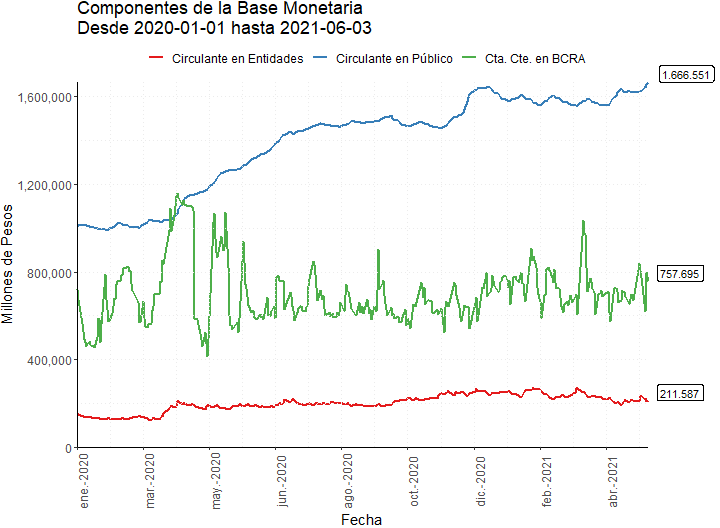 Componentes de la Base Monetaria
Desde 2020-01-01 hasta 2021-06-03
Circulante en Entidades Circulante en Público Cta. Cte. en BCRA
Millones de Pesos
1,600,000
1,200,000
800,000
400,000
0
1.666.551
757.695
211.587
ene.-2020
mar.-2020
may.-2020
jun.-2020
ago.-2020
oct.-2020
dic.-2020
feb.-2021
abr.-2021
Fecha